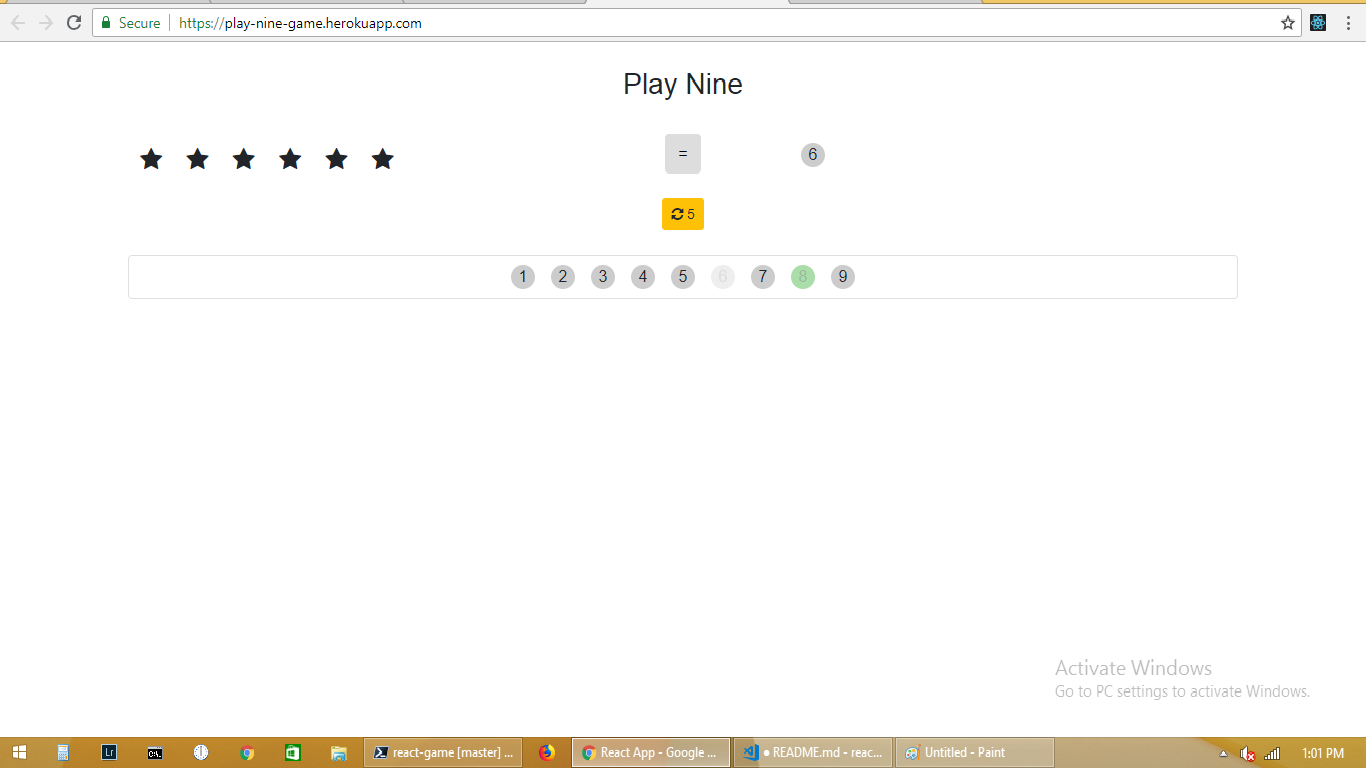 Secure https://play-nine-game.herokuapp.com
Play Nine
= 6
5
1 2 3 4 5 6 7 8 9
Activate Windows
Go to PC settings to activate Windows.
Lr C:\. react-game [master] ... React App - Google ... README.md - reac... Untitled - Paint 1:01 PM